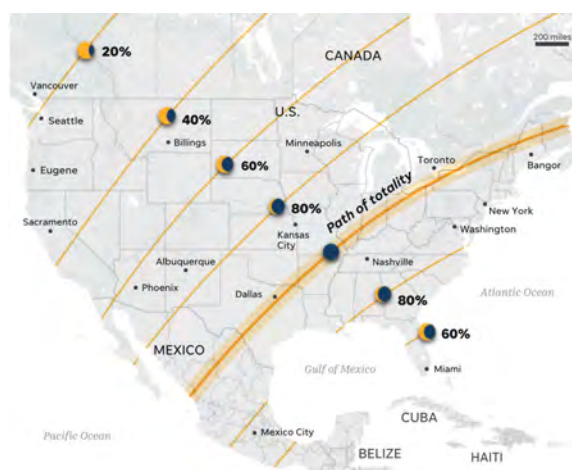 200 miles
CANADA
20%
Vancouver
Seattle
40%
U.S.
Billings
Minneapolis
60%
Eugene
Toronto
Bangor
Path of totality
80%
Sacramento
Kansas
City
New York
Washington
Albuquerque
Nashville
Phoenix
Dallas
80%
Atlantic Ocean
60%
MEXICO
Gulf of Mexico
Miami
Mexico City
CUBA
Pacific Ocean
BELIZE
HAITI